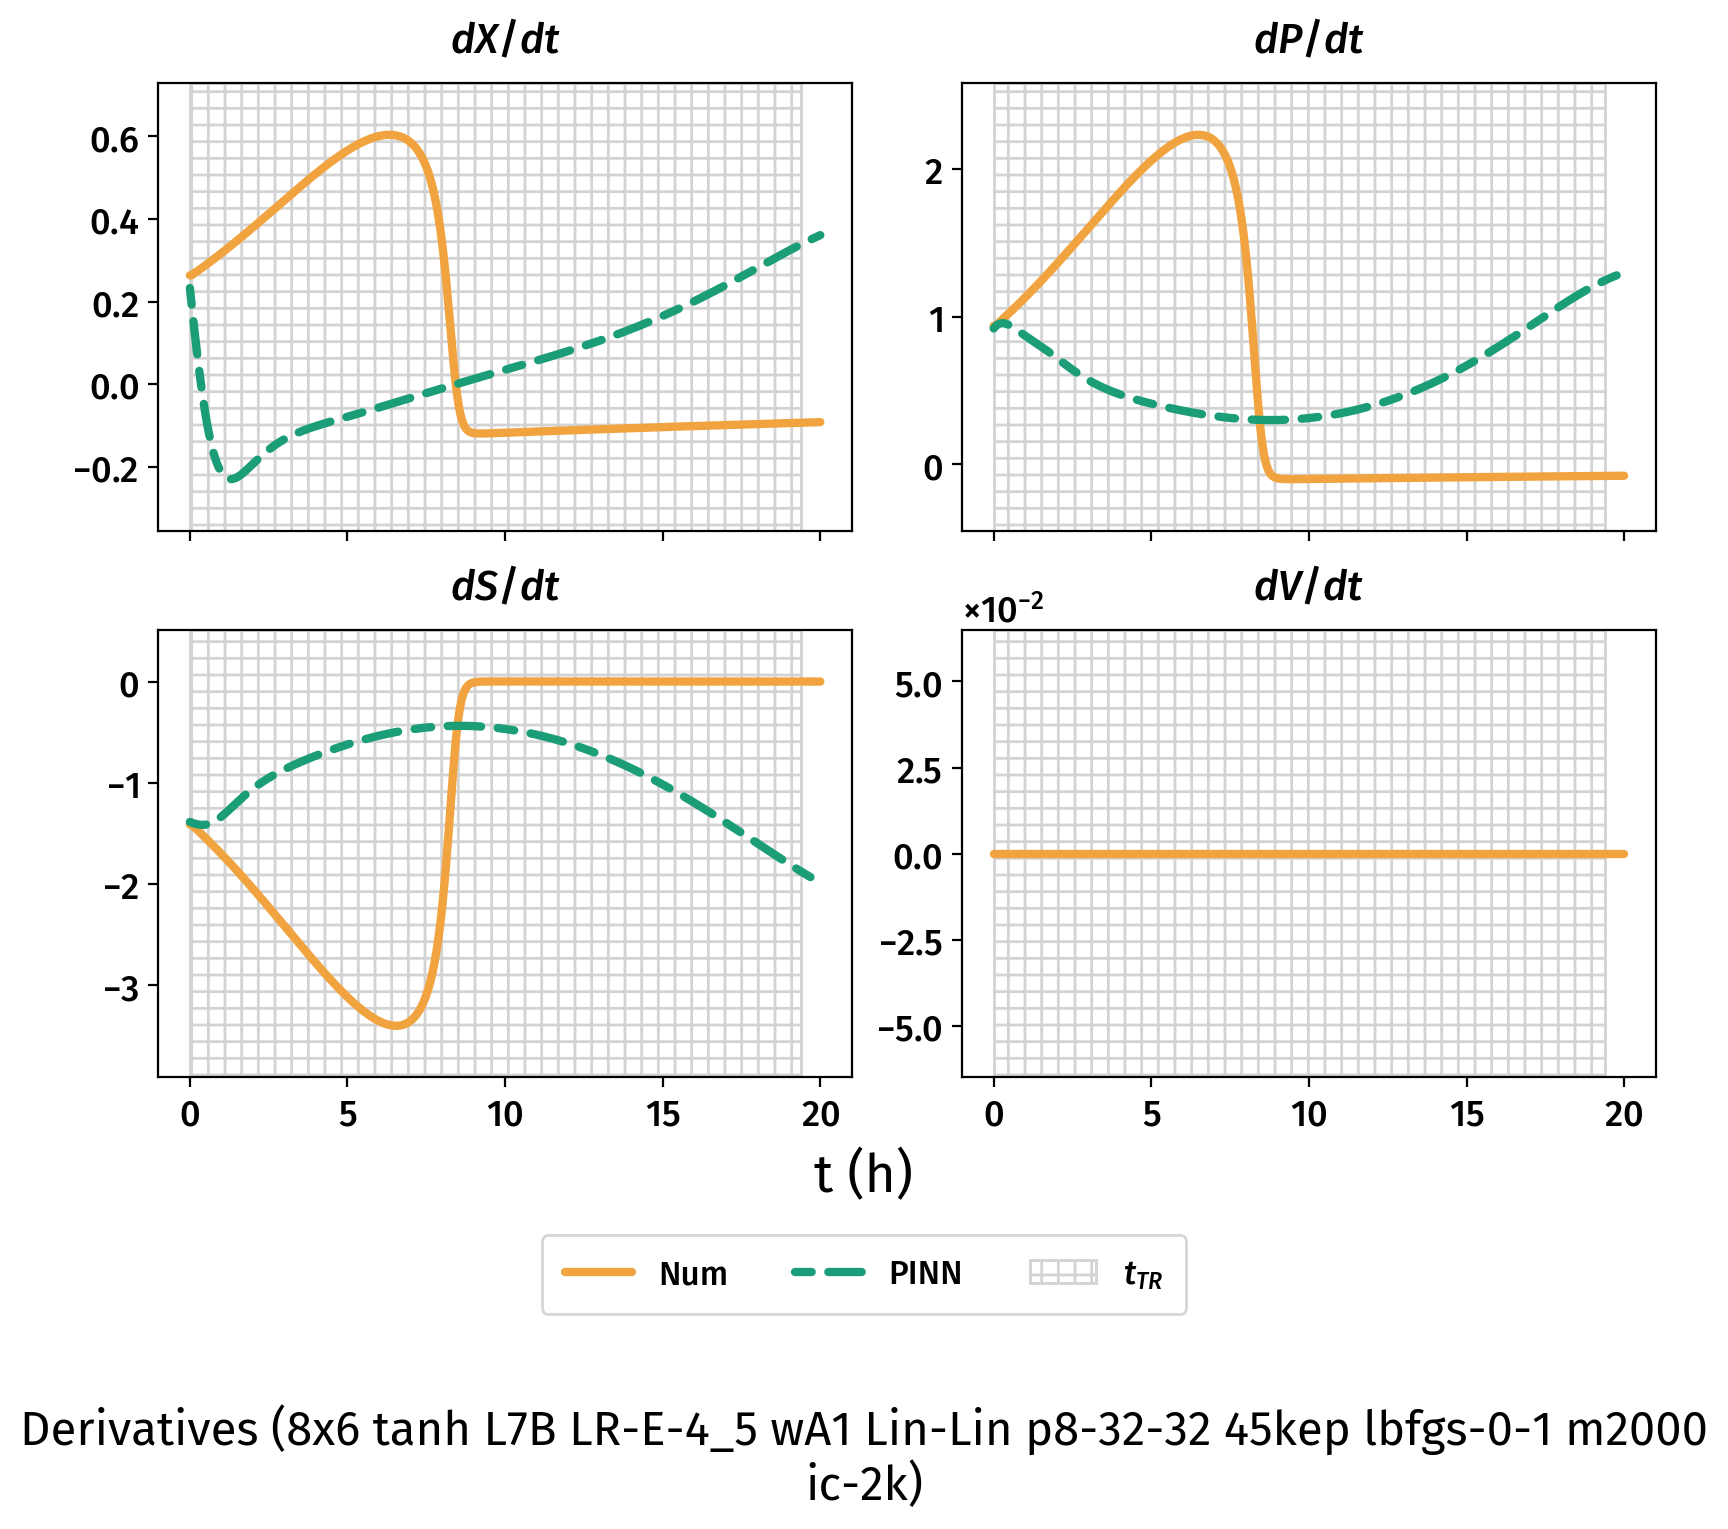 dX/dt
dP/dt
0.6
0.4
0.2
0.0
−0.2
2
1
0
dS/dt
dV/dt
×10⁻²
0
−1
−2
−3
5.0
2.5
0.0
−2.5
−5.0
0 5 10 15 20
0 5 10 15 20
t (h)
Num PINN t_TR
Derivatives (8x6 tanh L7B LR-E-4_5 wA1 Lin-Lin p8-32-32 45kep lbfgs-0-1 m2000
ic-2k)